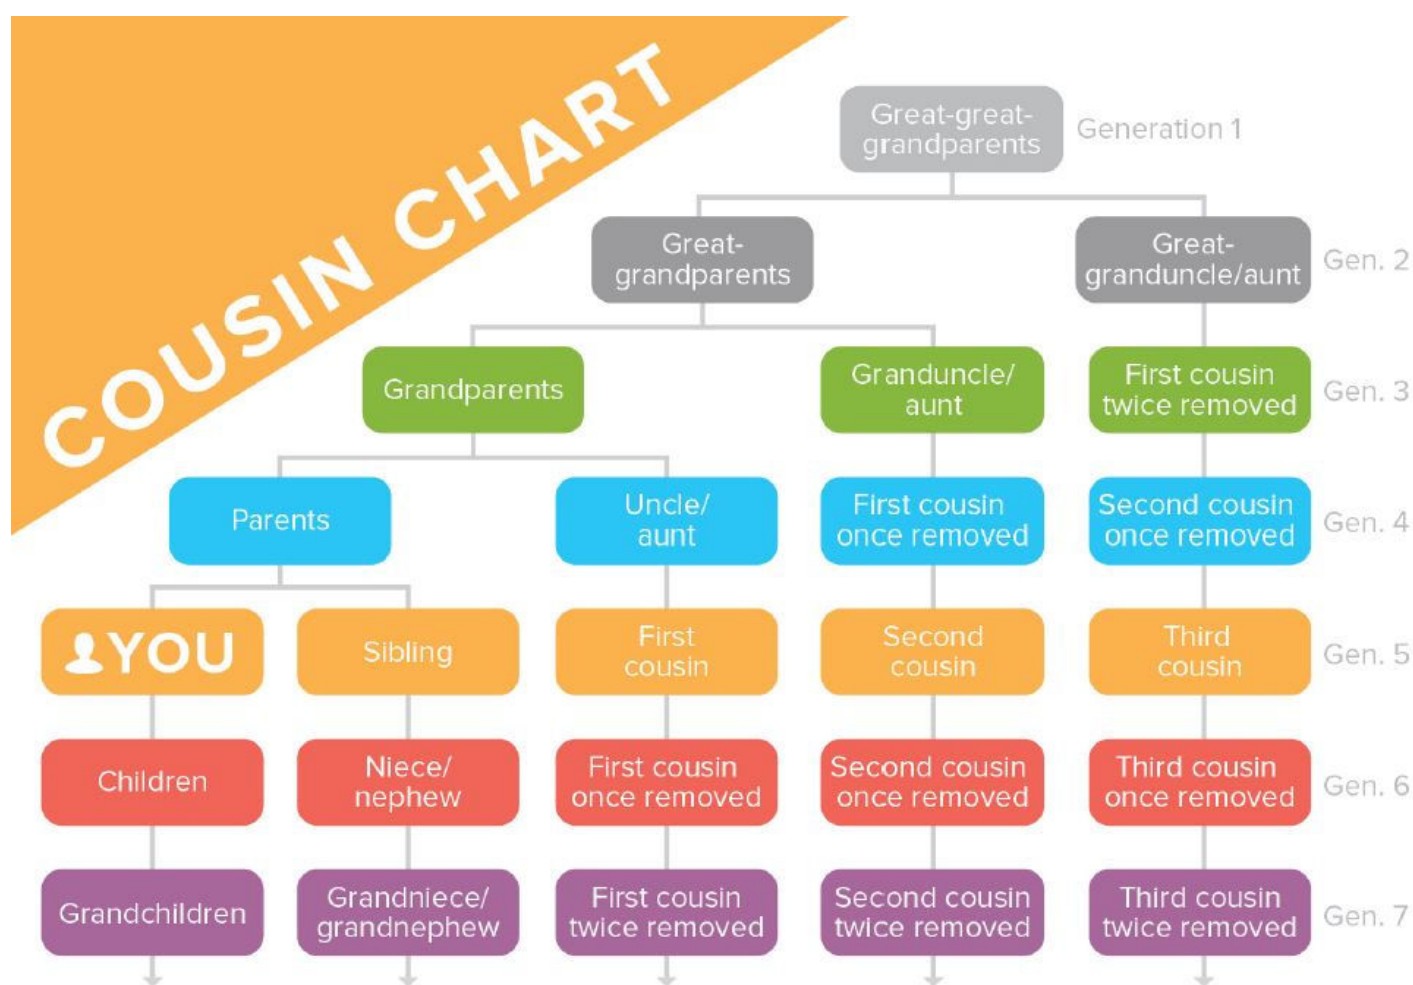 COUSIN CHART
Great-great-
grandparents
Generation 1
Great-
grandparents
Great-
granduncle/aunt
Gen. 2
Grandparents
Granduncle/
aunt
First cousin
twice removed
Gen. 3
Parents
Uncle/
aunt
First cousin
once removed
Second cousin
once removed
Gen. 4
YOU
Sibling
First
cousin
Second
cousin
Third
cousin
Gen. 5
Children
Niece/
nephew
First cousin
once removed
Second cousin
once removed
Third cousin
once removed
Gen. 6
Grandchildren
Grandniece/
grandnephew
First cousin
twice removed
Second cousin
twice removed
Third cousin
twice removed
Gen. 7